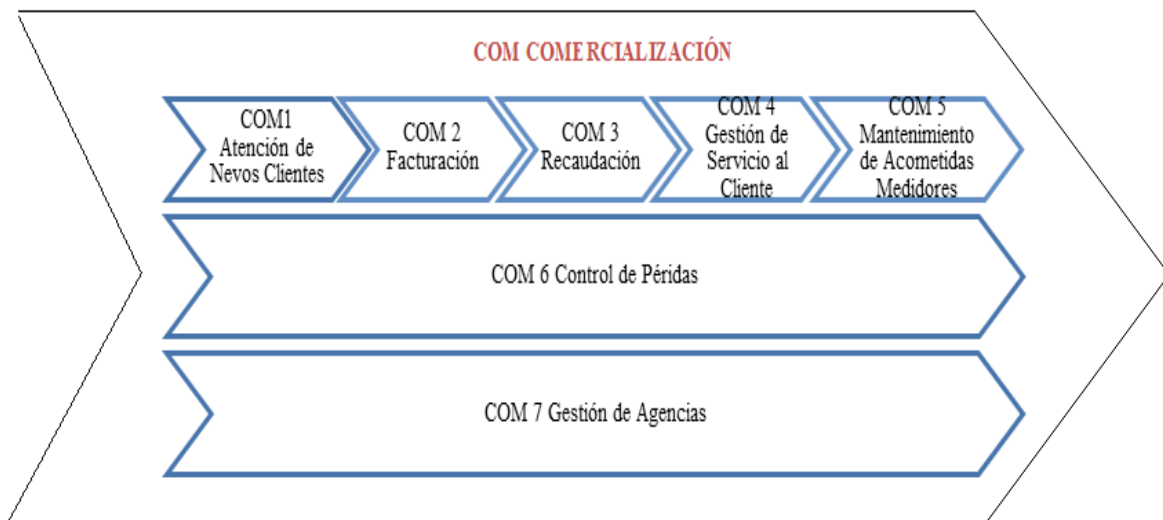 COM COMERCIALIZACIÓN
COM1
Atención de
Nevos Clientes
COM 2
Facturación
COM 3
Recaudación
COM 4
Gestión de
Servicio al
Cliente
COM 5
Mantenimiento
de Acometidas
Medidores
COM 6 Control de Péridas
COM 7 Gestión de Agencias